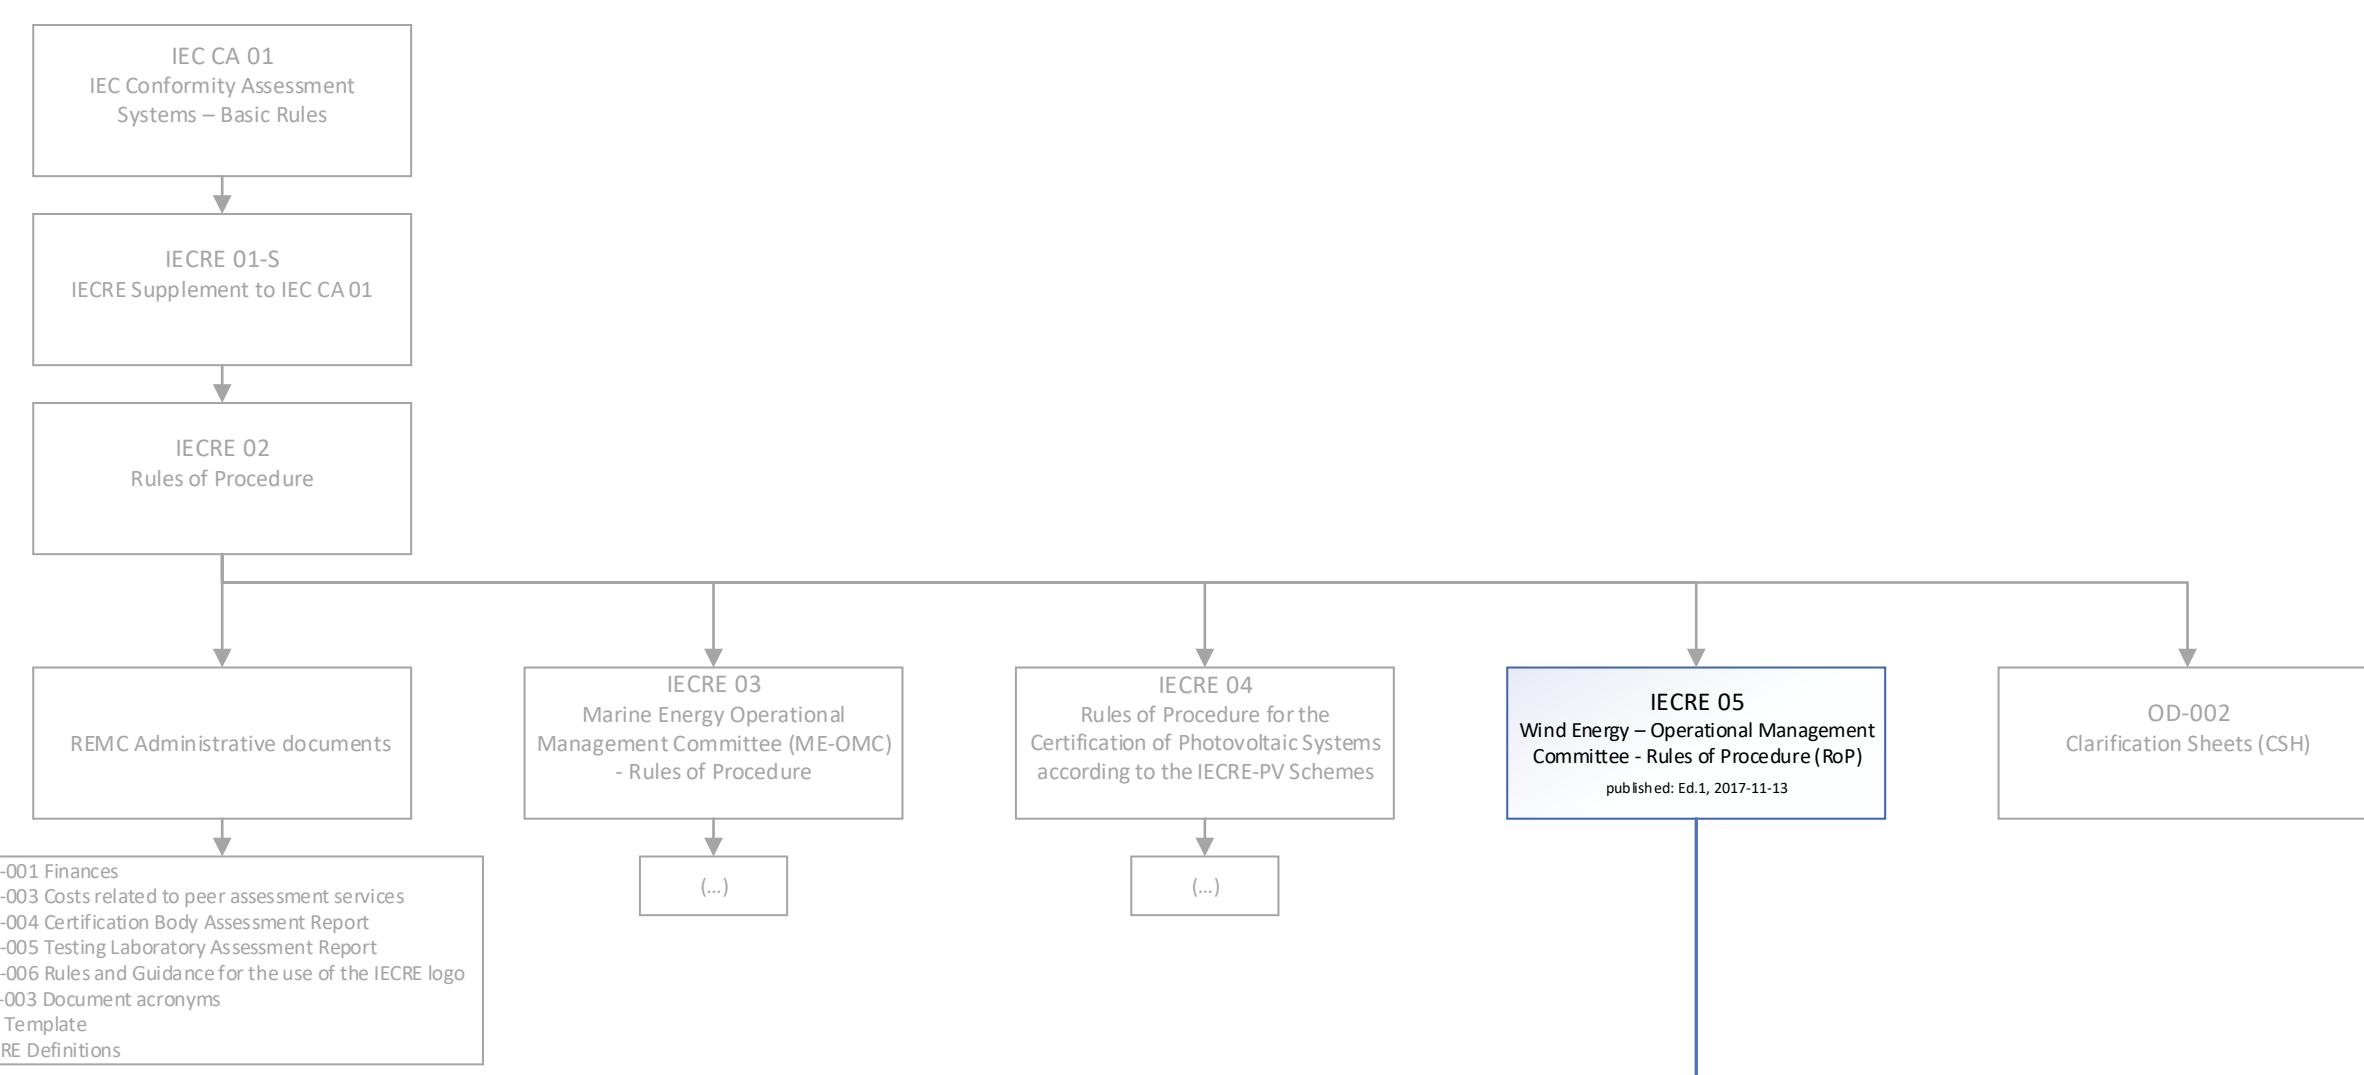 IEC CA 01
IEC Conformity Assessment
Systems – Basic Rules
IECRE 01-S
IECRE Supplement to IEC CA 01
IECRE 02
Rules of Procedure
REMC Administrative documents
IECRE 03
Marine Energy Operational
Management Committee (ME-OMC)
- Rules of Procedure
IECRE 04
Rules of Procedure for the
Certification of Photovoltaic Systems
according to the IECRE-PV Schemes
IECRE 05
Wind Energy – Operational Management
Committee - Rules of Procedure (RoP)
published: Ed.1, 2017-11-13
OD-002
Clarification Sheets (CSH)
-001 Finances
-003 Costs related to peer assessment services
-004 Certification Body Assessment Report
-005 Testing Laboratory Assessment Report
-006 Rules and Guidance for the use of the IECRE logo
-003 Document acronyms
Template
RE Definitions
(...)
(...)